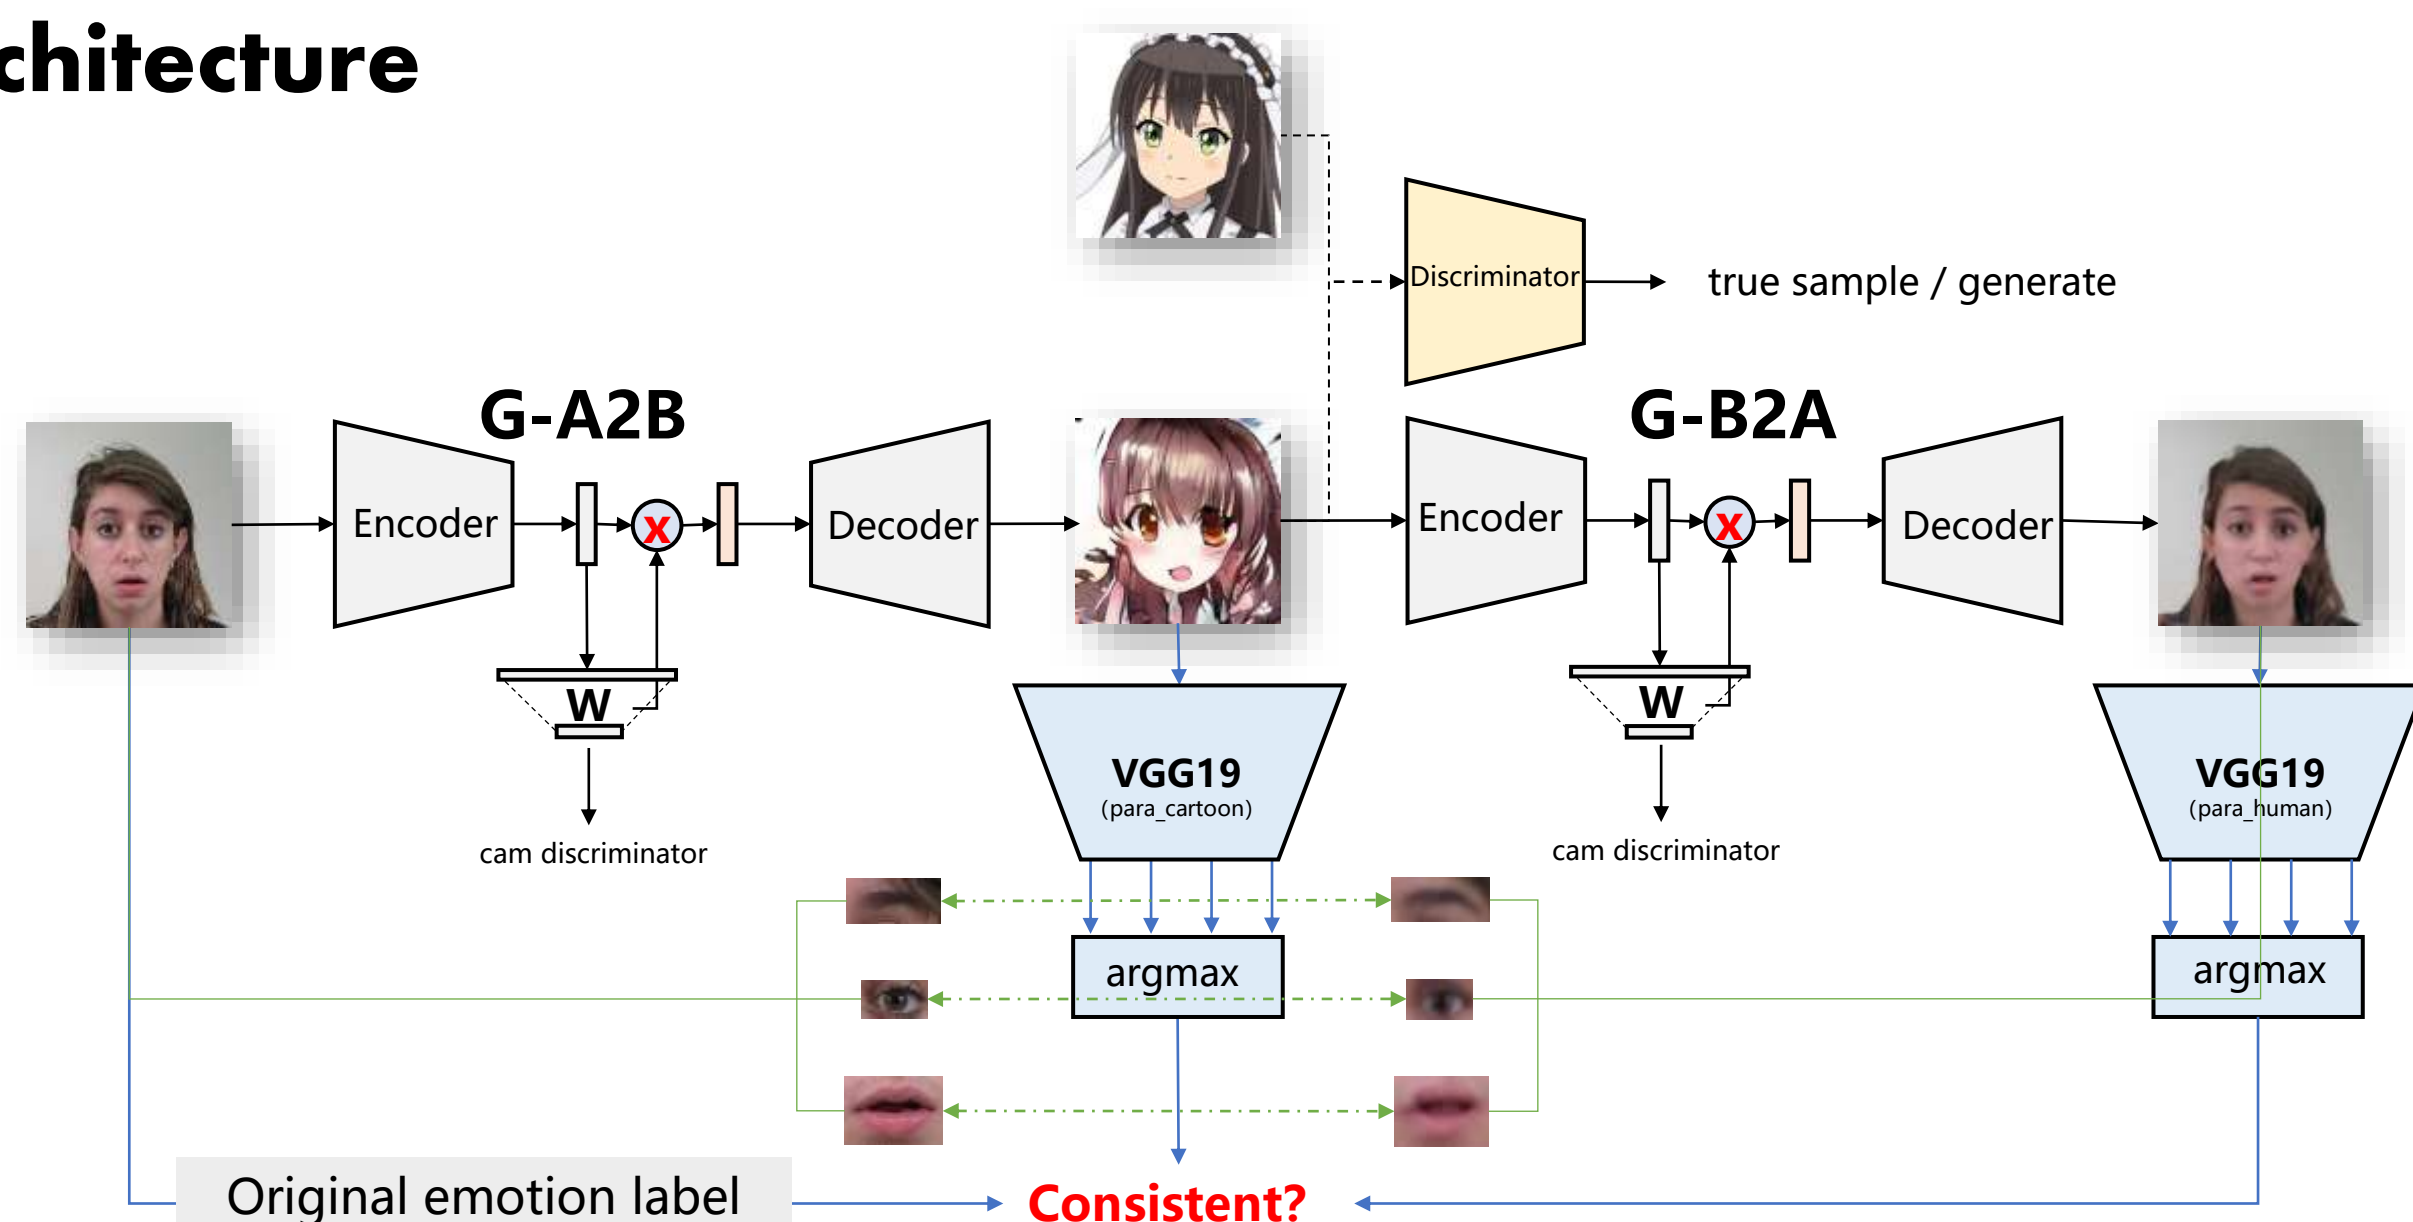 chitecture
Discriminator
true sample / generate
G-A2B
G-B2A
Encoder
x
Decoder
Encoder
x
Decoder
W
W
cam discriminator
cam discriminator
VGG19
(para_cartoon)
VGG19
(para_human)
argmax
argmax
Original emotion label
Consistent?